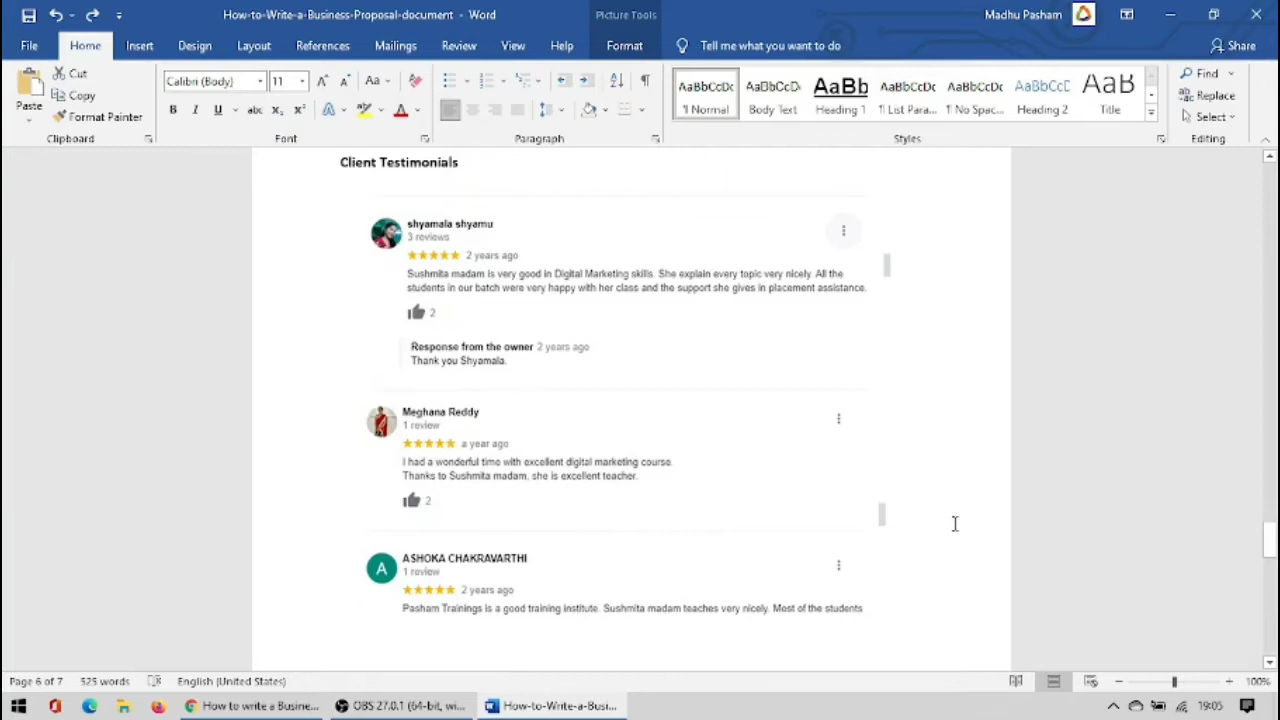 How-to-Write-a-Business-Proposal-document - Word
Picture Tools
Madhu Pasham
File Home Insert Design Layout References Mailings Review View Help Format Tell me what you want to do Share
Paste
Cut
Copy
Format Painter
Clipboard
Calibri (Body) 11
Font
Paragraph
AaBbCcDc AaBbCcD AaBb AaBbCcDc AaBbCcDc AaBbCcC AaB
¶ Normal Body Text Heading 1 ¶ List Para... ¶ No Spac... Heading 2 Title
Styles
Find
Replace
Select
Editing
Client Testimonials
shyamala shyamu
3 reviews
2 years ago
Sushmita madam is very good in Digital Marketing skills. She explain every topic very nicely. All the
students in our batch were very happy with her class and the support she gives in placement assistance.
2
Response from the owner 2 years ago
Thank you Shyamala.
Meghana Reddy
1 review
a year ago
I had a wonderful time with excellent digital marketing course.
Thanks to Sushmita madam, she is excellent teacher.
2
A
ASHOKA CHAKRAVARTHI
1 review
2 years ago
Pasham Trainings is a good training institute. Sushmita madam teaches very nicely. Most of the students
Page 6 of 7 525 words English (United States) 100%
How to write a Busine... OBS 27.0.1 (64-bit, wi... How-to-Write-a-Busi... 19:05